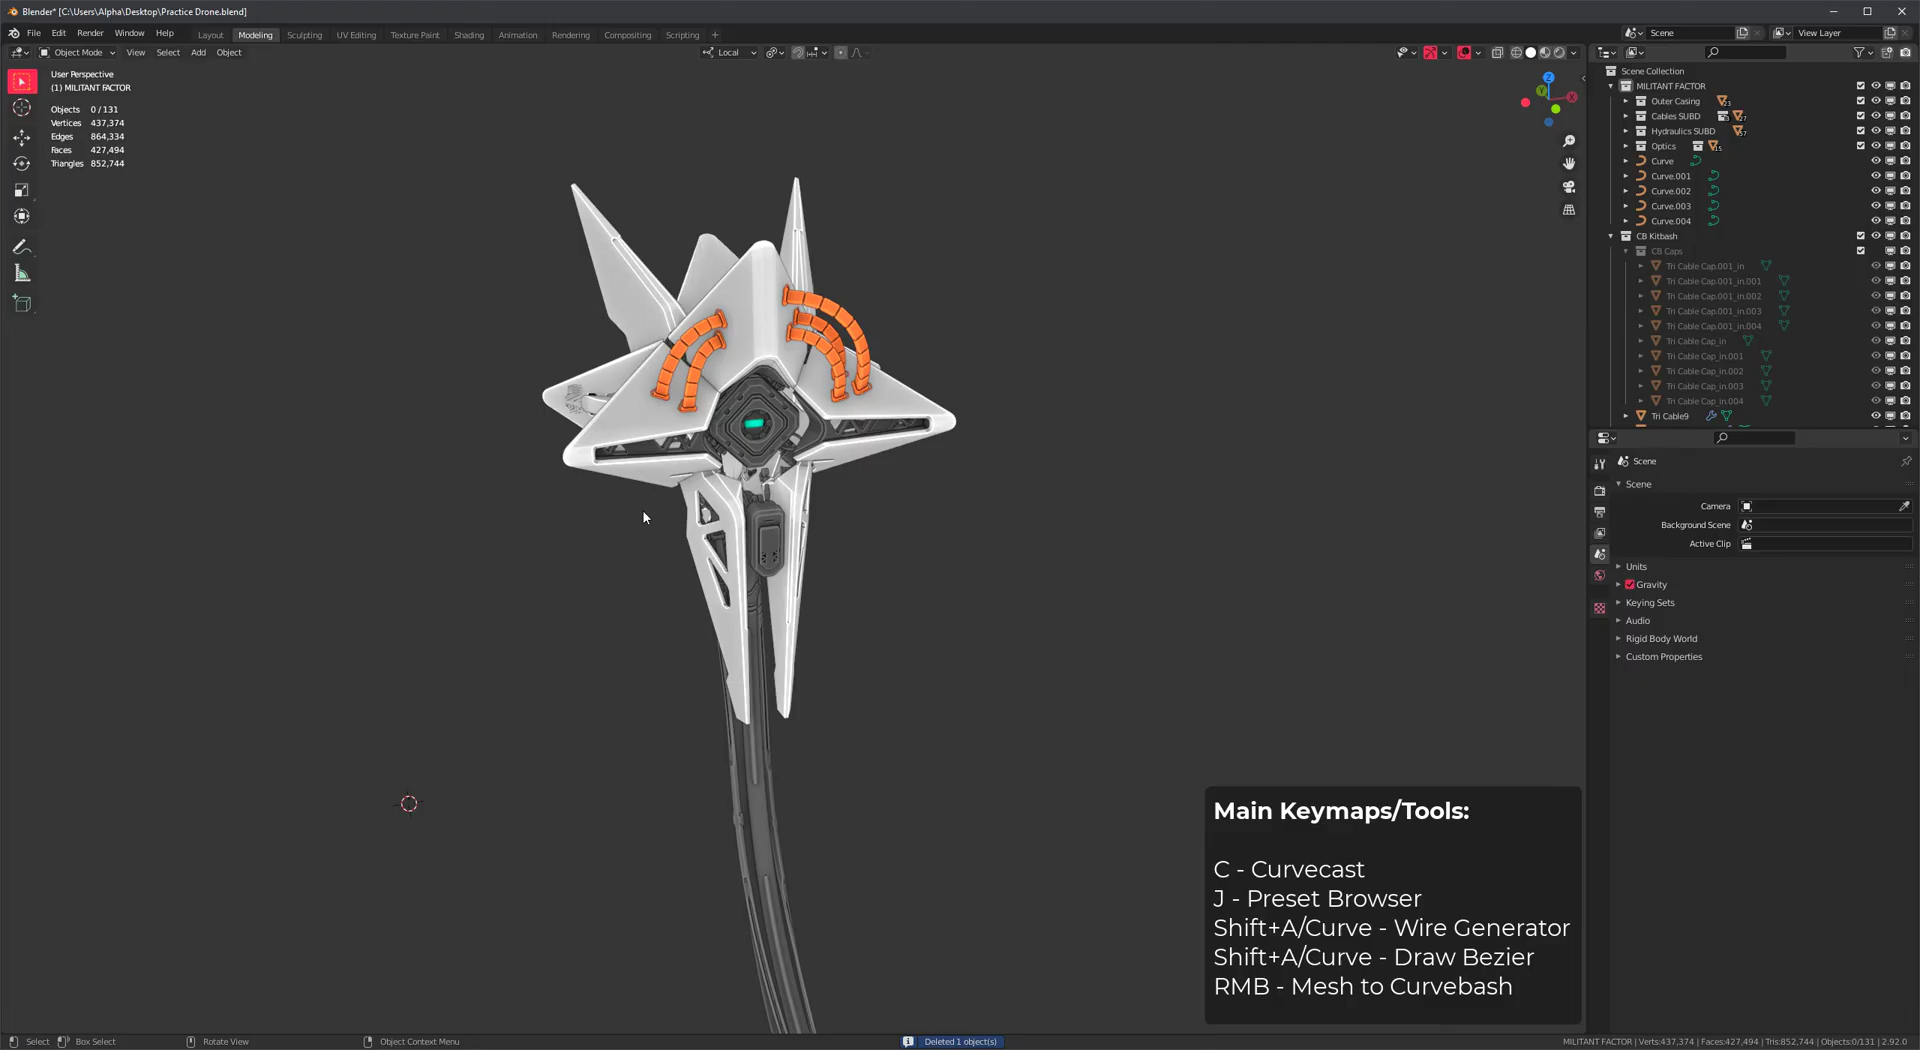 Blender* [C:\Users\Alpha\Desktop\Practice Drone.blend]
File Edit Render Window Help Layout Modeling Sculpting UV Editing Texture Paint Shading Animation Rendering Compositing Scripting + Scene View Layer
Object Mode View Select Add Object Local
User Perspective
(1) MILITANT FACTOR
Objects 0 / 131
Vertices 437,374
Edges 864,334
Faces 427,494
Triangles 852,744
Z
Y
X
Scene Collection
MILITANT FACTOR
Outer Casing 23
Cables SUBD 27
Hydraulics SUBD 37
Optics 15
Curve
Curve.001
Curve.002
Curve.003
Curve.004
CB Kitbash
CB Caps
Tri Cable Cap.001_in
Tri Cable Cap.001_in.001
Tri Cable Cap.001_in.002
Tri Cable Cap.001_in.003
Tri Cable Cap.001_in.004
Tri Cable Cap_in
Tri Cable Cap_in.001
Tri Cable Cap_in.002
Tri Cable Cap_in.003
Tri Cable Cap_in.004
Tri Cable9
Scene
Scene
Camera
Background Scene
Active Clip
Units
Gravity
Keying Sets
Audio
Rigid Body World
Custom Properties
Main Keymaps/Tools:
C - Curvecast
J - Preset Browser
Shift+A/Curve - Wire Generator
Shift+A/Curve - Draw Bezier
RMB - Mesh to Curvebash
Select Box Select Rotate View Object Context Menu Deleted 1 object(s) MILITANT FACTOR | Verts:437,374 | Faces:427,494 | Tris:852,744 | Objects:0/131 | 2.92.0